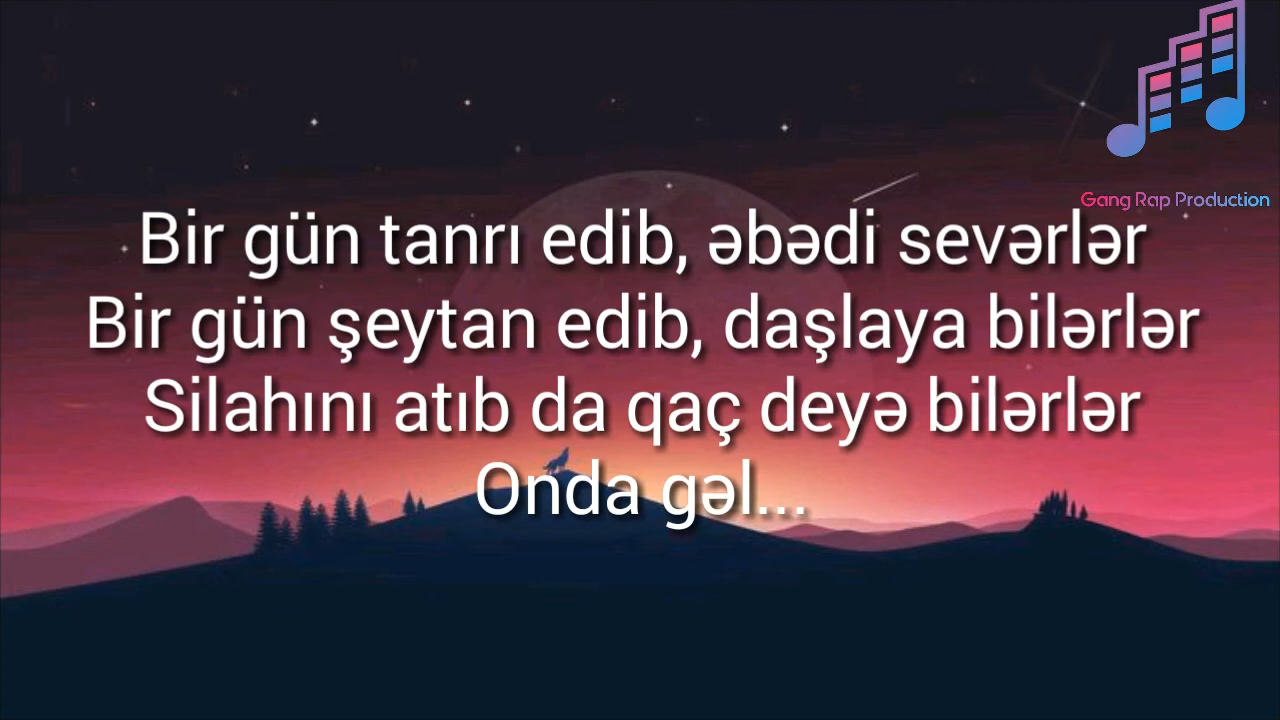 Gang Rap Production
Bir gün tanrı edib, əbədi sevərlər
Bir gün şeytan edib, daşlaya bilərlər
Silahını atıb da qaç deyə bilərlər
Onda gəl...